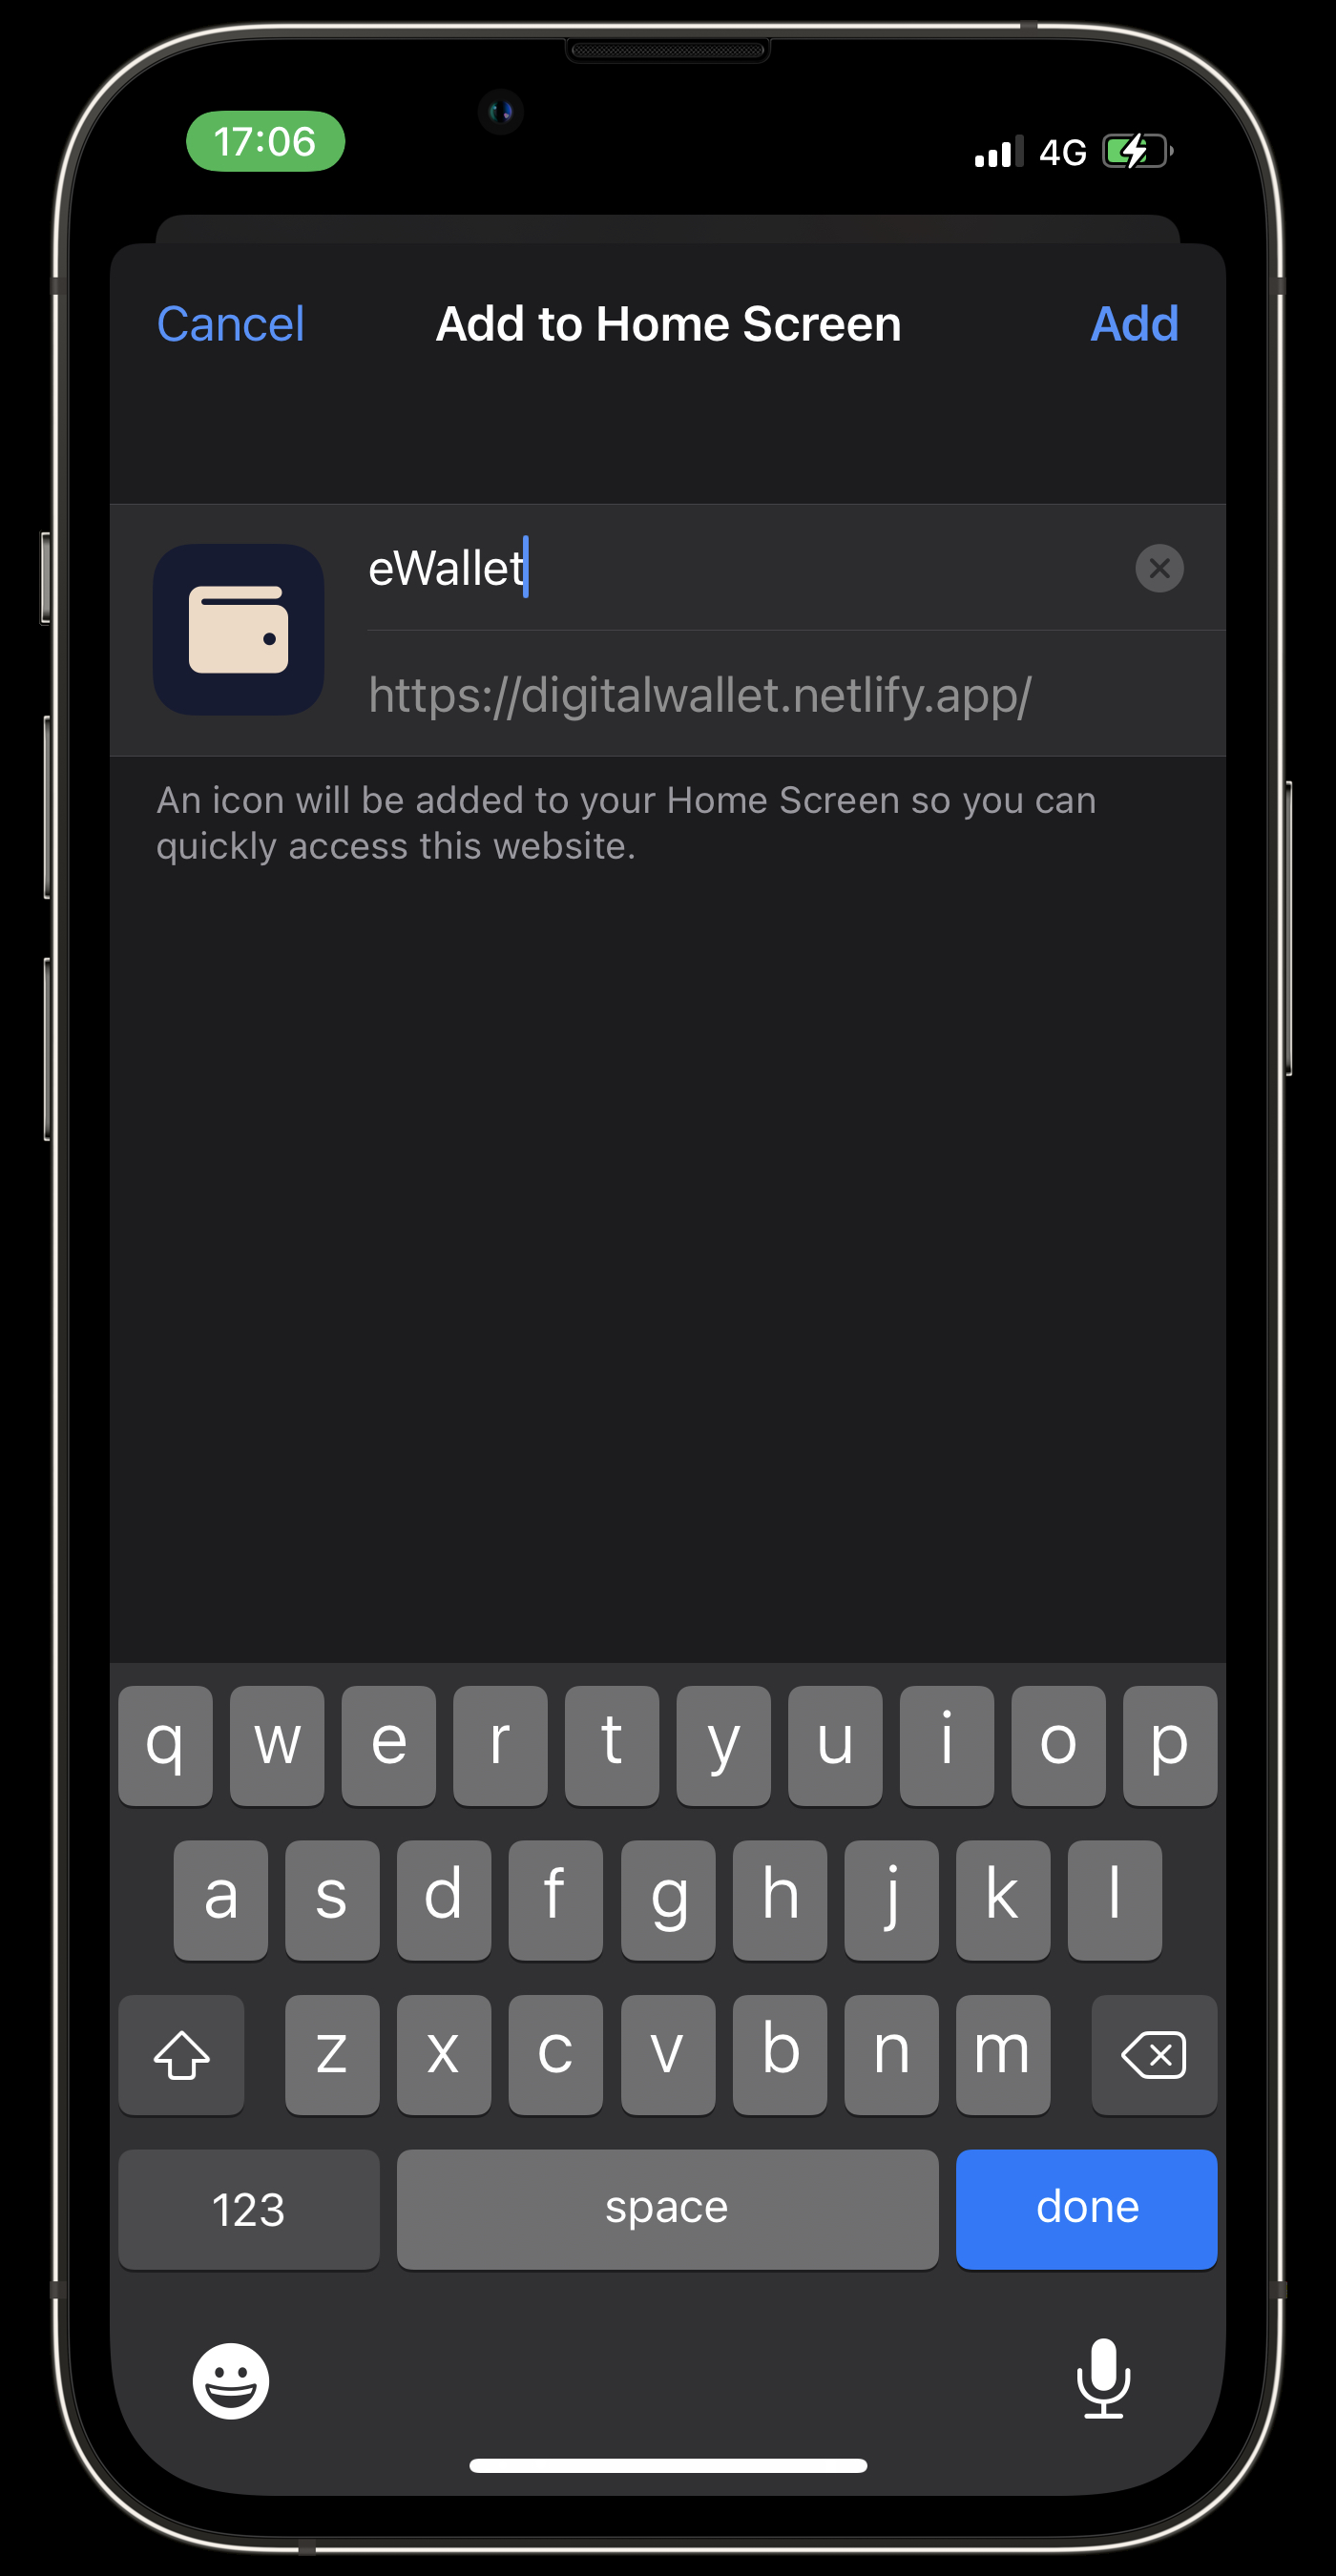 17:06 4G
Cancel Add to Home Screen Add
eWallet
https://digitalwallet.netlify.app/
An icon will be added to your Home Screen so you can
quickly access this website.
q w e r t y u i o p
a s d f g h j k l
z x c v b n m
123 space done